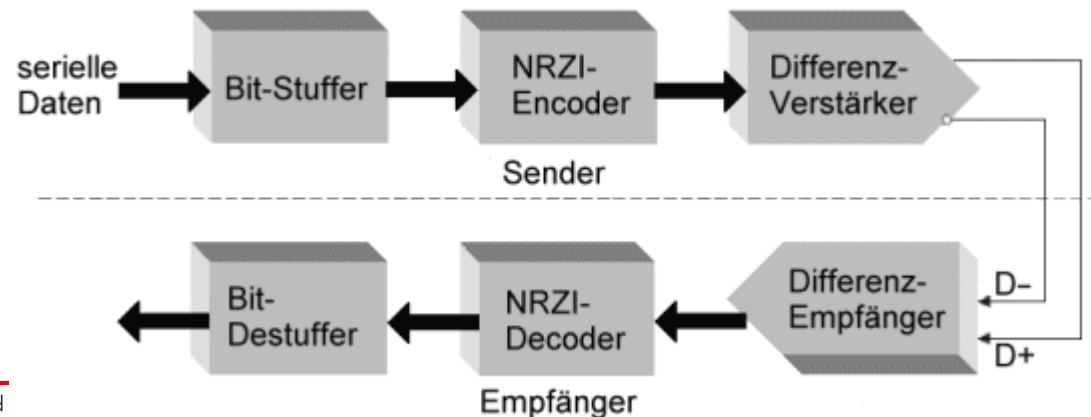 serielle
Daten
Bit-Stuffer
NRZI-
Encoder
Differenz-
Verstärker
Sender
Bit-
Destuffer
NRZI-
Decoder
Differenz-
Empfänger
D–
D+
Empfänger